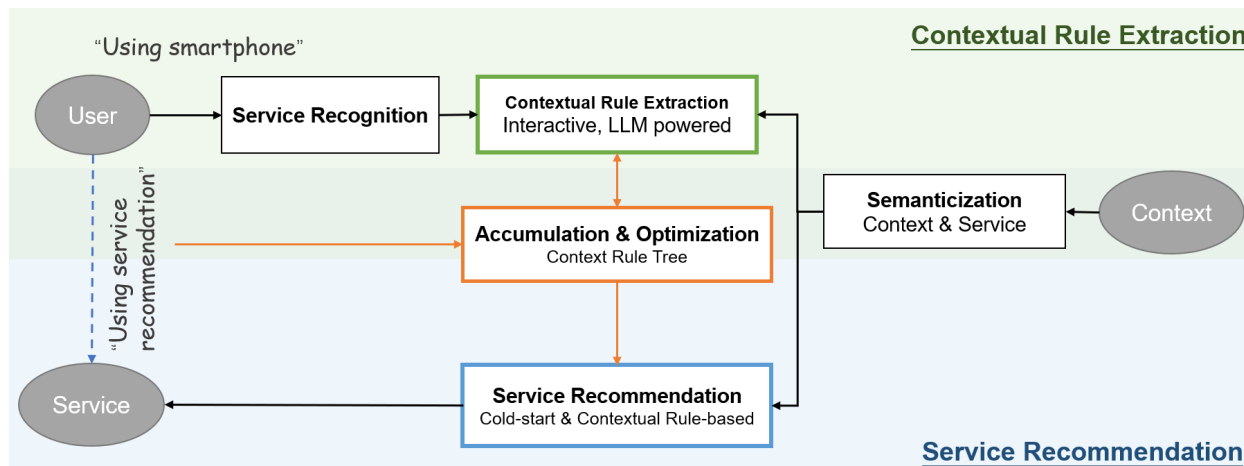 Contextual Rule Extraction
“Using smartphone”
User
Service Recognition
Contextual Rule Extraction
Interactive, LLM powered
Semanticization
Context & Service
Context
“Using service
recommendation”
Accumulation & Optimization
Context Rule Tree
Service
Service Recommendation
Cold-start & Contextual Rule-based
Service Recommendation